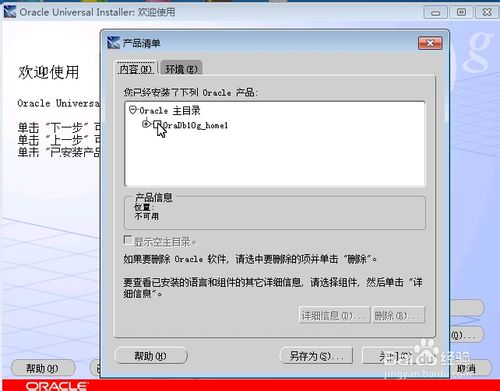 Oracle Universal Installer: 欢迎使用
产品清单
欢迎使用
内容(N)
环境(E)
Oracle Universa
您已经安装了下列 Oracle 产品:
Oracle 主目录
OraDb10g_home1
单击 "下一步" 可
单击 "上一步" 可
单击 "已安装产品
产品信息
位置:
不可用
显示空主目录。
如果要删除 Oracle 软件, 请选中要删除的项并单击 "删除"。
要查看已安装的语言和组件的其它详细信息, 请选择组件, 然后单击 "详
细信息"。
详细信息(D)...
删除(R)...
帮助(H)
另存为(S)...
关闭(C)
(Q)...
帮助(H)
取消
ORACLE
Baidu经验
jingyan.baidu.com